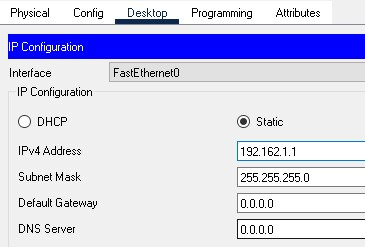 Physical Config Desktop Programming Attributes
IP Configuration
Interface FastEthernet0
IP Configuration
DHCP Static
IPv4 Address 192.162.1.1
Subnet Mask 255.255.255.0
Default Gateway 0.0.0.0
DNS Server 0.0.0.0